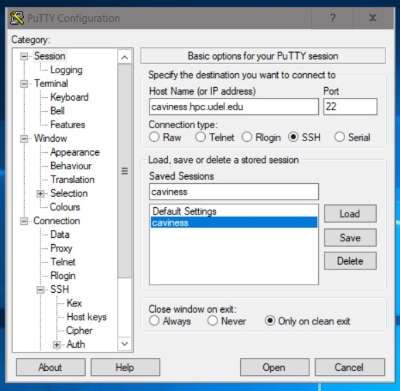 PuTTY Configuration
? X
Category:
Session
Logging
Terminal
Keyboard
Bell
Features
Window
Appearance
Behaviour
Translation
Selection
Colours
Connection
Data
Proxy
Telnet
Rlogin
SSH
Kex
Host keys
Cipher
Auth
Basic options for your PuTTY session
Specify the destination you want to connect to
Host Name (or IP address) Port
caviness.hpc.udel.edu 22
Connection type:
Raw Telnet Rlogin SSH Serial
Load, save or delete a stored session
Saved Sessions
caviness
Default Settings
caviness
Load
Save
Delete
Close window on exit:
Always Never Only on clean exit
About Help Open Cancel